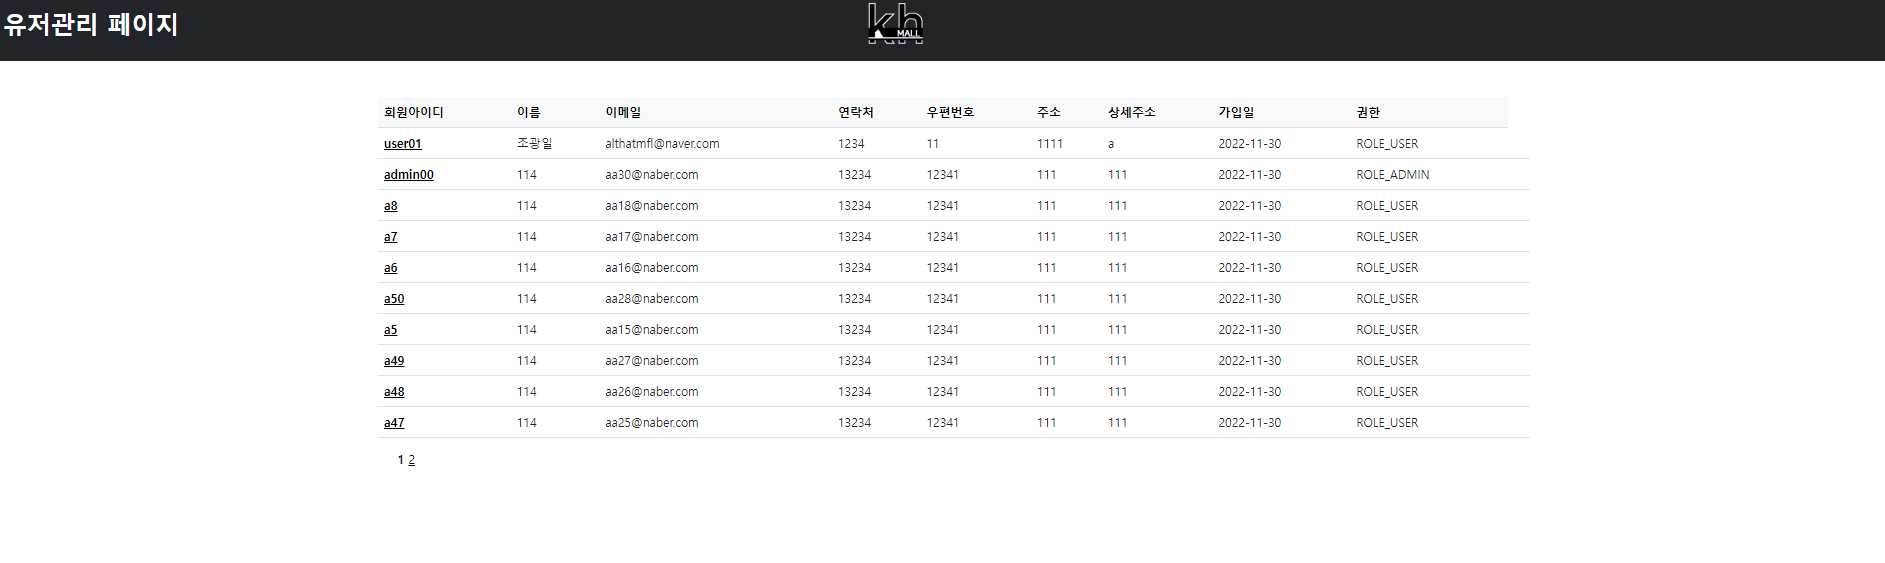 유저관리 페이지
kh
MALL
회원아이디 이름 이메일 연락처 우편번호 주소 상세주소 가입일 권한
user01 조광일 althatmfl@naver.com 1234 11 1111 a 2022-11-30 ROLE_USER
admin00 114 aa30@naber.com 13234 12341 111 111 2022-11-30 ROLE_ADMIN
a8 114 aa18@naber.com 13234 12341 111 111 2022-11-30 ROLE_USER
a7 114 aa17@naber.com 13234 12341 111 111 2022-11-30 ROLE_USER
a6 114 aa16@naber.com 13234 12341 111 111 2022-11-30 ROLE_USER
a50 114 aa28@naber.com 13234 12341 111 111 2022-11-30 ROLE_USER
a5 114 aa15@naber.com 13234 12341 111 111 2022-11-30 ROLE_USER
a49 114 aa27@naber.com 13234 12341 111 111 2022-11-30 ROLE_USER
a48 114 aa26@naber.com 13234 12341 111 111 2022-11-30 ROLE_USER
a47 114 aa25@naber.com 13234 12341 111 111 2022-11-30 ROLE_USER
1 2